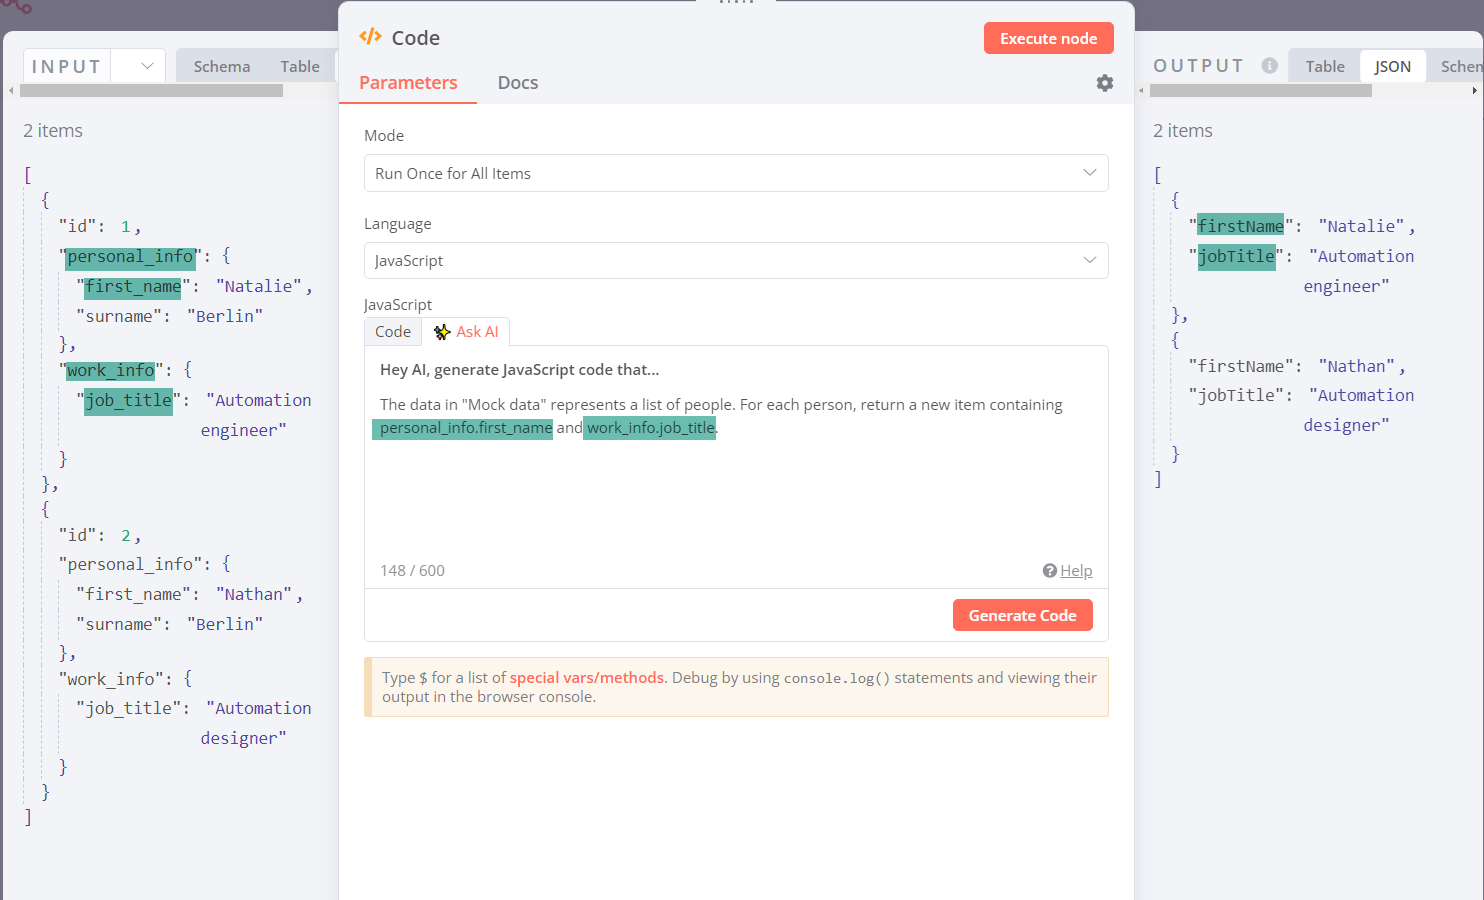 INPUT
Schema
Table
2 items
[
{
"id": 1,
"personal_info": {
"first_name": "Natalie",
"surname": "Berlin"
},
"work_info": {
"job_title": "Automation
engineer"
}
},
{
"id": 2,
"personal_info": {
"first_name": "Nathan",
"surname": "Berlin"
},
"work_info": {
"job_title": "Automation
designer"
}
}
]
</> Code
Execute node
Parameters
Docs
Mode
Run Once for All Items
Language
JavaScript
JavaScript
Code
Ask AI
Hey AI, generate JavaScript code that...
The data in "Mock data" represents a list of people. For each person, return a new item containing
personal_info.first_name and work_info.job_title.
148 / 600
Help
Generate Code
Type $ for a list of special vars/methods. Debug by using console.log() statements and viewing their
output in the browser console.
OUTPUT
Table
JSON
Schem
2 items
[
{
"firstName": "Natalie",
"jobTitle": "Automation
engineer"
},
{
"firstName": "Nathan",
"jobTitle": "Automation
designer"
}
]